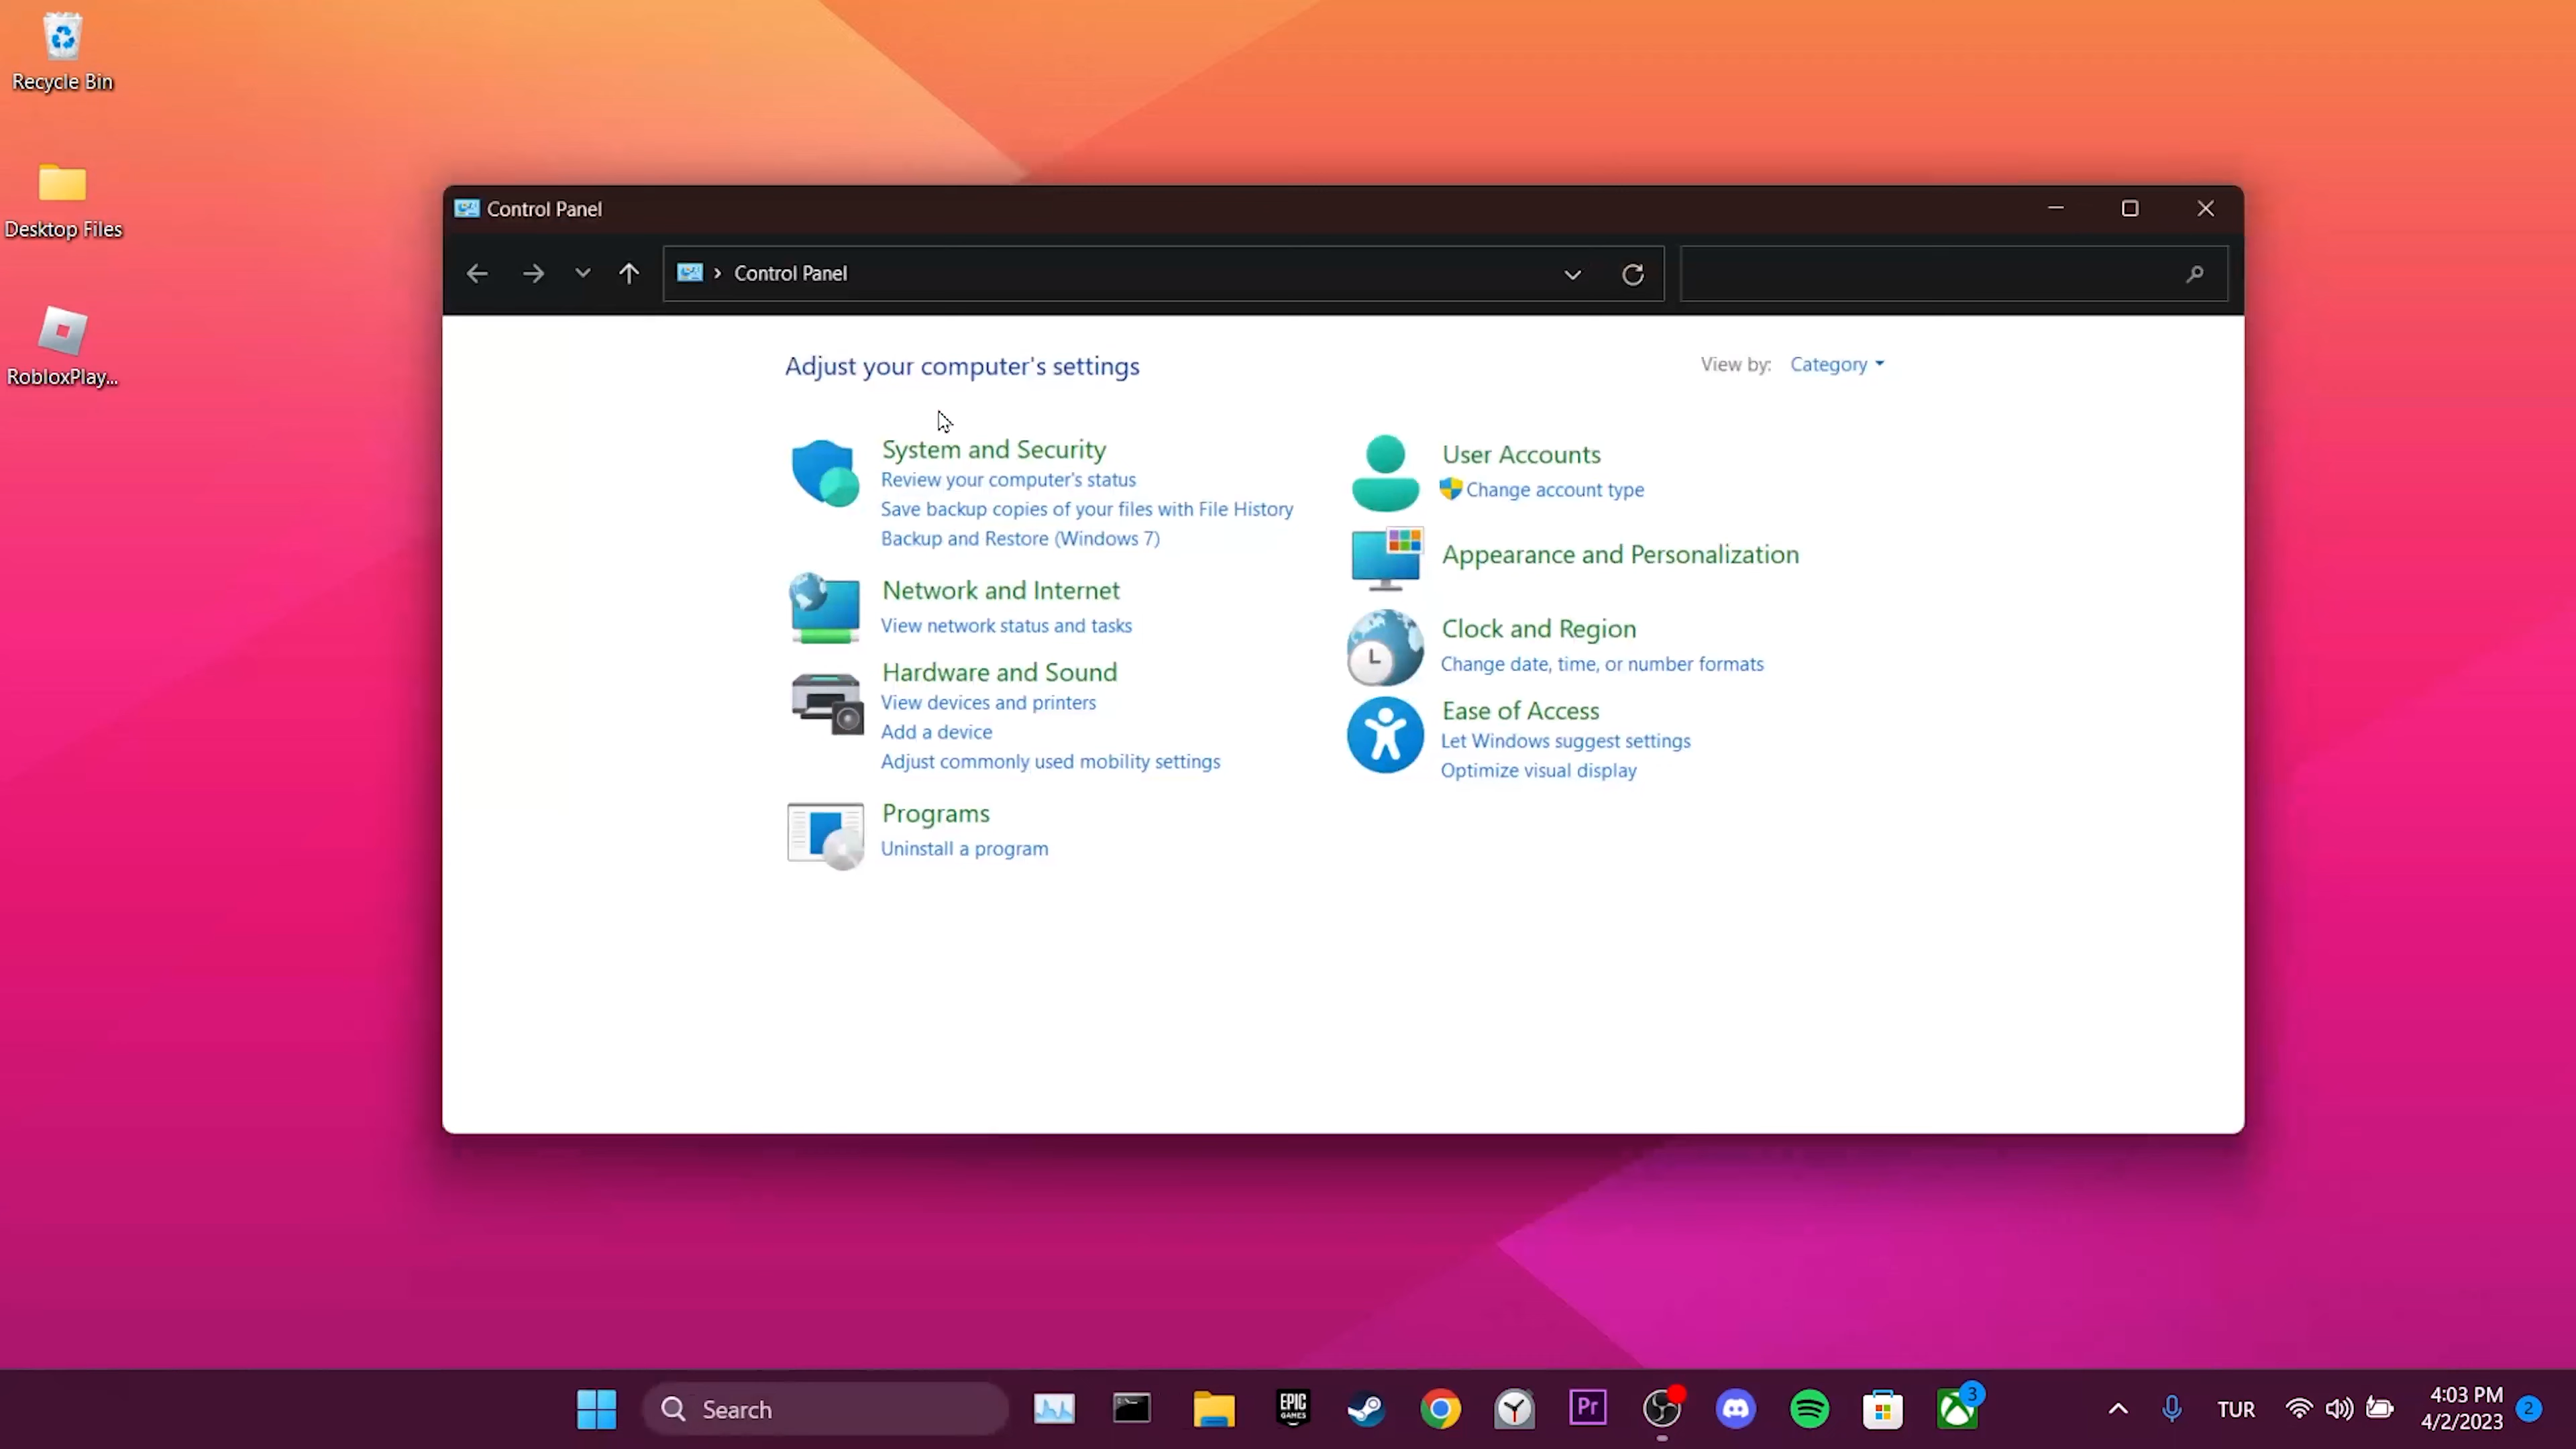 Recycle Bin
Desktop Files
RobloxPlay...
Control Panel
Control Panel
Adjust your computer's settings
View by: Category
System and Security
Review your computer's status
Save backup copies of your files with File History
Backup and Restore (Windows 7)
Network and Internet
View network status and tasks
Hardware and Sound
View devices and printers
Add a device
Adjust commonly used mobility settings
Programs
Uninstall a program
User Accounts
Change account type
Appearance and Personalization
Clock and Region
Change date, time, or number formats
Ease of Access
Let Windows suggest settings
Optimize visual display
Search
EPIC
GAMES
Pr
3
TUR
4:03 PM
4/2/2023
2